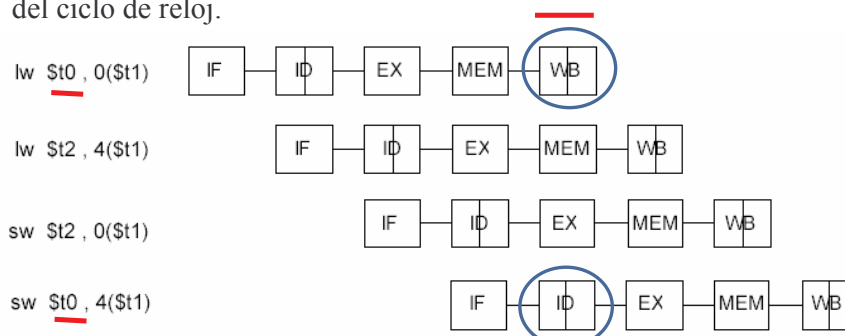 del ciclo de reloj.
lw $t0 , 0($t1) IF ID EX MEM WB
lw $t2 , 4($t1) IF ID EX MEM WB
sw $t2 , 0($t1) IF ID EX MEM WB
sw $t0 , 4($t1) IF ID EX MEM WB